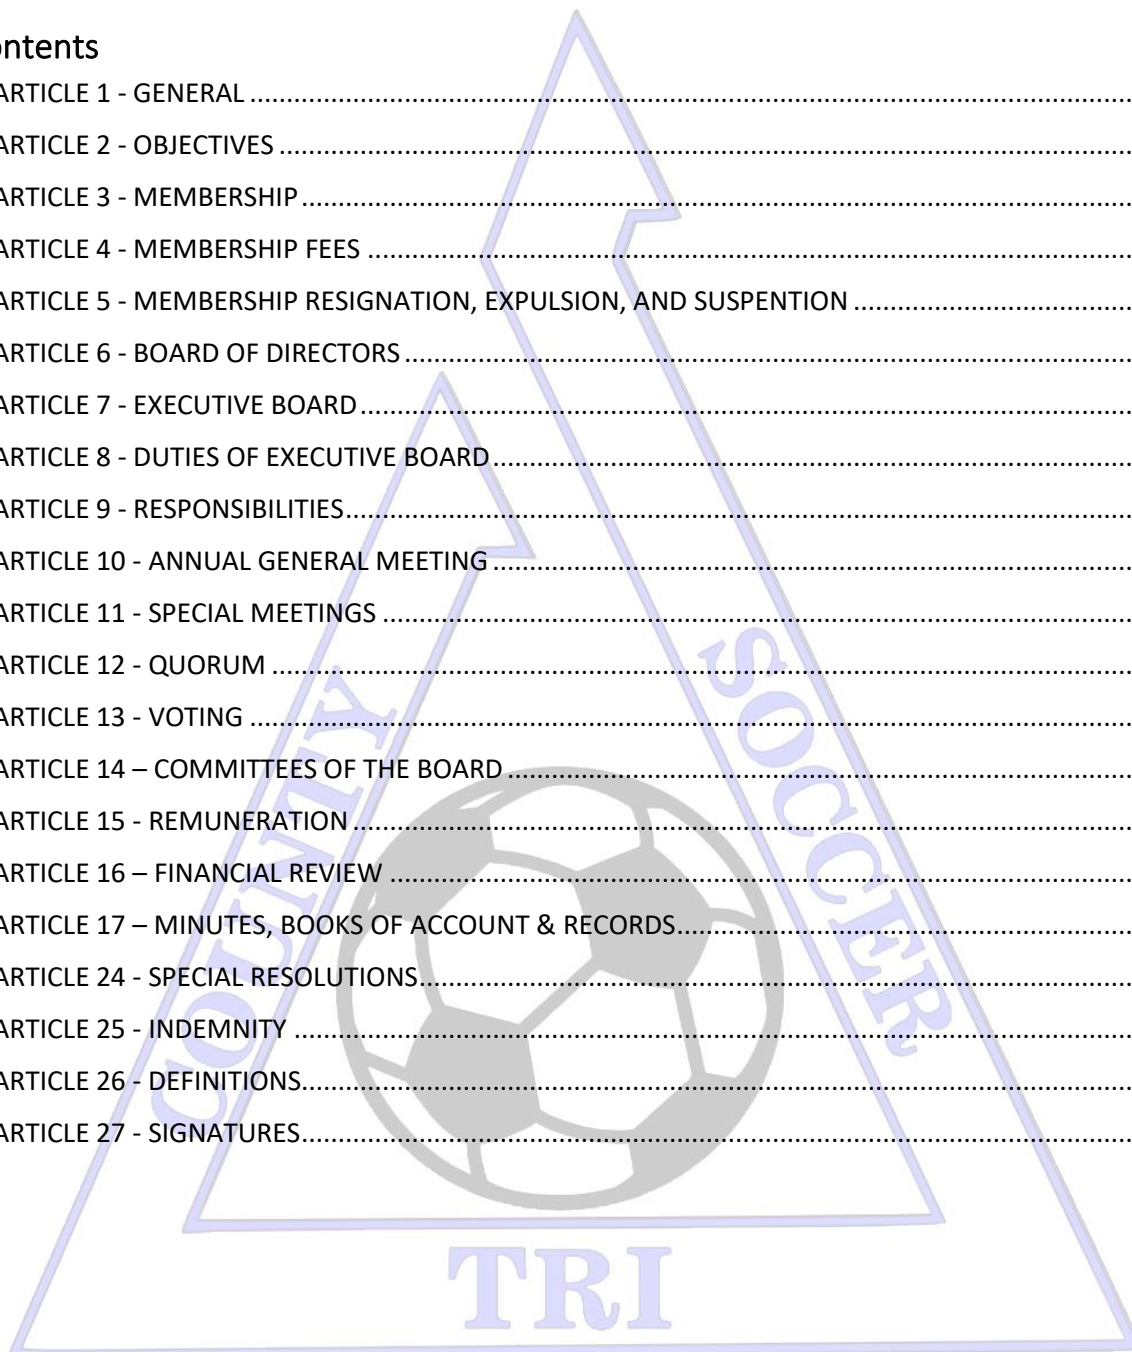 ontents
ARTICLE 1 - GENERAL ........................................................................
ARTICLE 2 - OBJECTIVES ........................................................................
ARTICLE 3 - MEMBERSHIP ........................................................................
ARTICLE 4 - MEMBERSHIP FEES ........................................................................
ARTICLE 5 - MEMBERSHIP RESIGNATION, EXPULSION, AND SUSPENTION ........................................
ARTICLE 6 - BOARD OF DIRECTORS ........................................................................
ARTICLE 7 - EXECUTIVE BOARD ........................................................................
ARTICLE 8 - DUTIES OF EXECUTIVE BOARD ................................................................
ARTICLE 9 - RESPONSIBILITIES ........................................................................
ARTICLE 10 - ANNUAL GENERAL MEETING ................................................................
ARTICLE 11 - SPECIAL MEETINGS ........................................................................
ARTICLE 12 - QUORUM ........................................................................
ARTICLE 13 - VOTING ........................................................................
ARTICLE 14 – COMMITTEES OF THE BOARD ................................................................
ARTICLE 15 - REMUNERATION ........................................................................
ARTICLE 16 – FINANCIAL REVIEW ........................................................................
ARTICLE 17 – MINUTES, BOOKS OF ACCOUNT & RECORDS ........................................................
ARTICLE 24 - SPECIAL RESOLUTIONS ........................................................................
ARTICLE 25 - INDEMNITY ........................................................................
ARTICLE 26 - DEFINITIONS ........................................................................
ARTICLE 27 - SIGNATURES ........................................................................
TRI
COUNTY
SOCCER